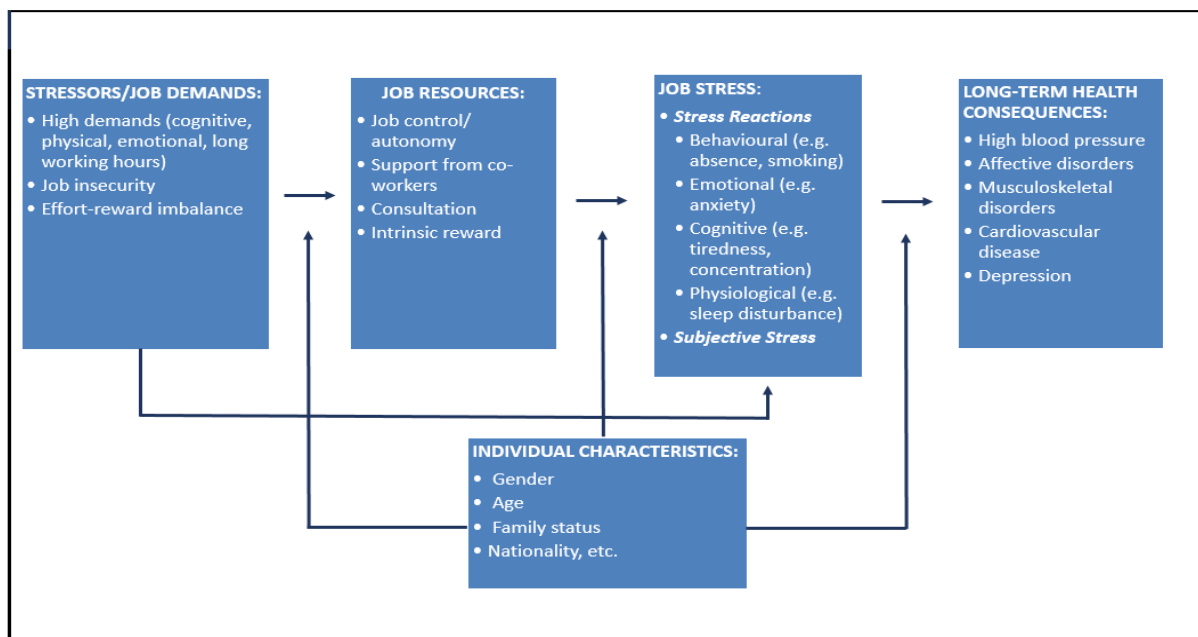 STRESSORS/JOB DEMANDS:
• High demands (cognitive,
physical, emotional, long
working hours)
• Job insecurity
• Effort-reward imbalance
JOB RESOURCES:
• Job control/
autonomy
• Support from co-
workers
• Consultation
• Intrinsic reward
JOB STRESS:
• Stress Reactions
• Behavioural (e.g.
absence, smoking)
• Emotional (e.g.
anxiety)
• Cognitive (e.g.
tiredness,
concentration)
• Physiological (e.g.
sleep disturbance)
• Subjective Stress
LONG-TERM HEALTH
CONSEQUENCES:
• High blood pressure
• Affective disorders
• Musculoskeletal
disorders
• Cardiovascular
disease
• Depression
INDIVIDUAL CHARACTERISTICS:
• Gender
• Age
• Family status
• Nationality, etc.